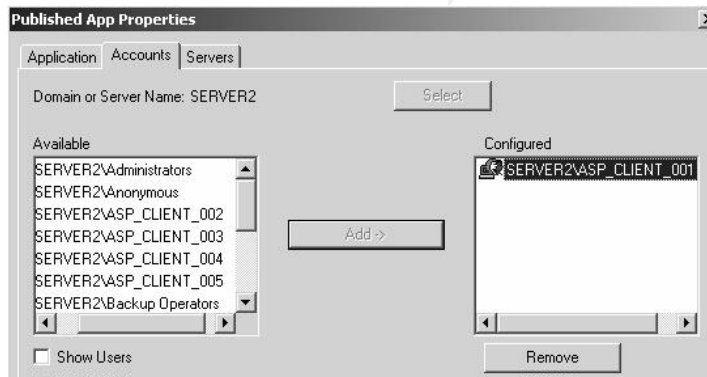 Published App Properties
Application Accounts Servers
Domain or Server Name: SERVER2
Select
Available
SERVER2\Administrators
SERVER2\Anonymous
SERVER2\ASP_CLIENT_002
SERVER2\ASP_CLIENT_003
SERVER2\ASP_CLIENT_004
SERVER2\ASP_CLIENT_005
SERVER2\Backup Operators
Show Users
Add ->
Configured
SERVER2\ASP_CLIENT_001
Remove